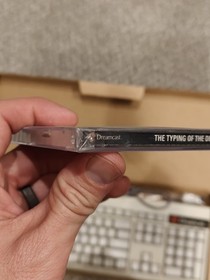 Dreamcast
THE TYPING OF THE D